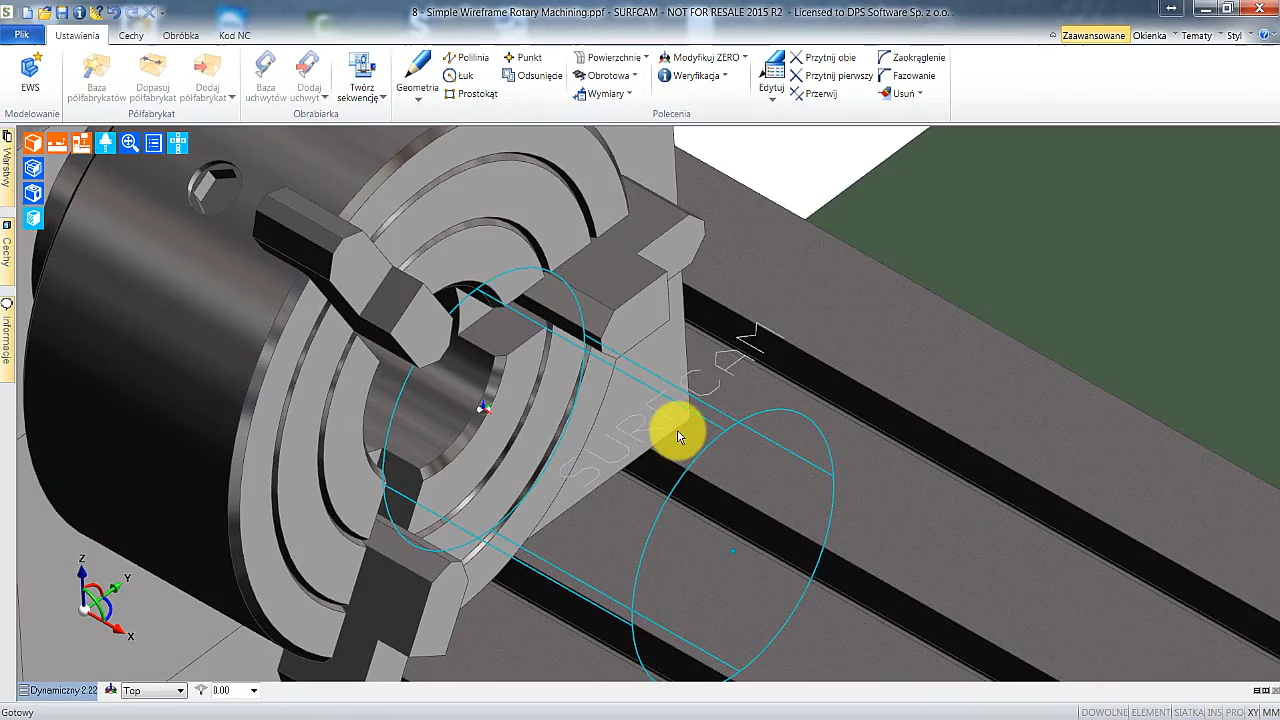 8 - Simple Wireframe Rotary Machining.ppf - SURFCAM - NOT FOR RESALE 2015 R2 - Licensed to DPS Software Sp. z o.o.
Plik Ustawienia Ścieżki Obróbka Kod NC Zaawansowane Okienka Tematy Styl
EWS
Modelowanie
Baza półfabrykatów
Dopasuj półfabrykat
Dodaj półfabrykat
Półfabrykat
Baza uchwytów
Dodaj uchwyt
Twórz sekwencję
Obrabiarka
Geometria
Polilinia
Łuk
Prostokąt
Punkt
Odsunięcie
Powierzchnie
Obrotowa
Wymiary
Modyfikuj ZERO
Weryfikacja
Edytuj
Przytnij obie
Przytnij pierwszy
Przerwij
Zaokrąglenie
Fazowanie
Usuń
Polecenia
Warstwy
Cechy
Informacje
SURFCAM
Z
Y
X
Dynamiczny 2.22 Top 0.00
Gotowy DOWOLNE ELEMENT SIATKA INS PRO XY MM